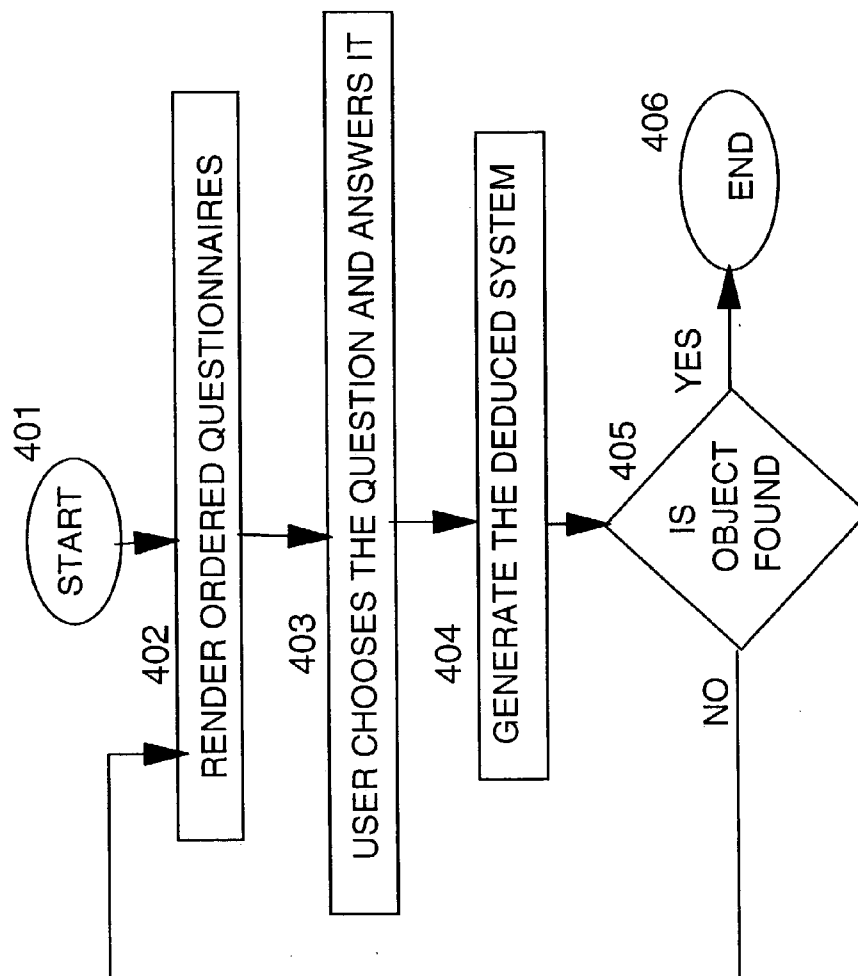 401
START
402
RENDER ORDERED QUESTIONNAIRES
403
USER CHOOSES THE QUESTION AND ANSWERS IT
404
GENERATE THE DEDUCED SYSTEM
405
IS
OBJECT
FOUND
NO
YES
406
END